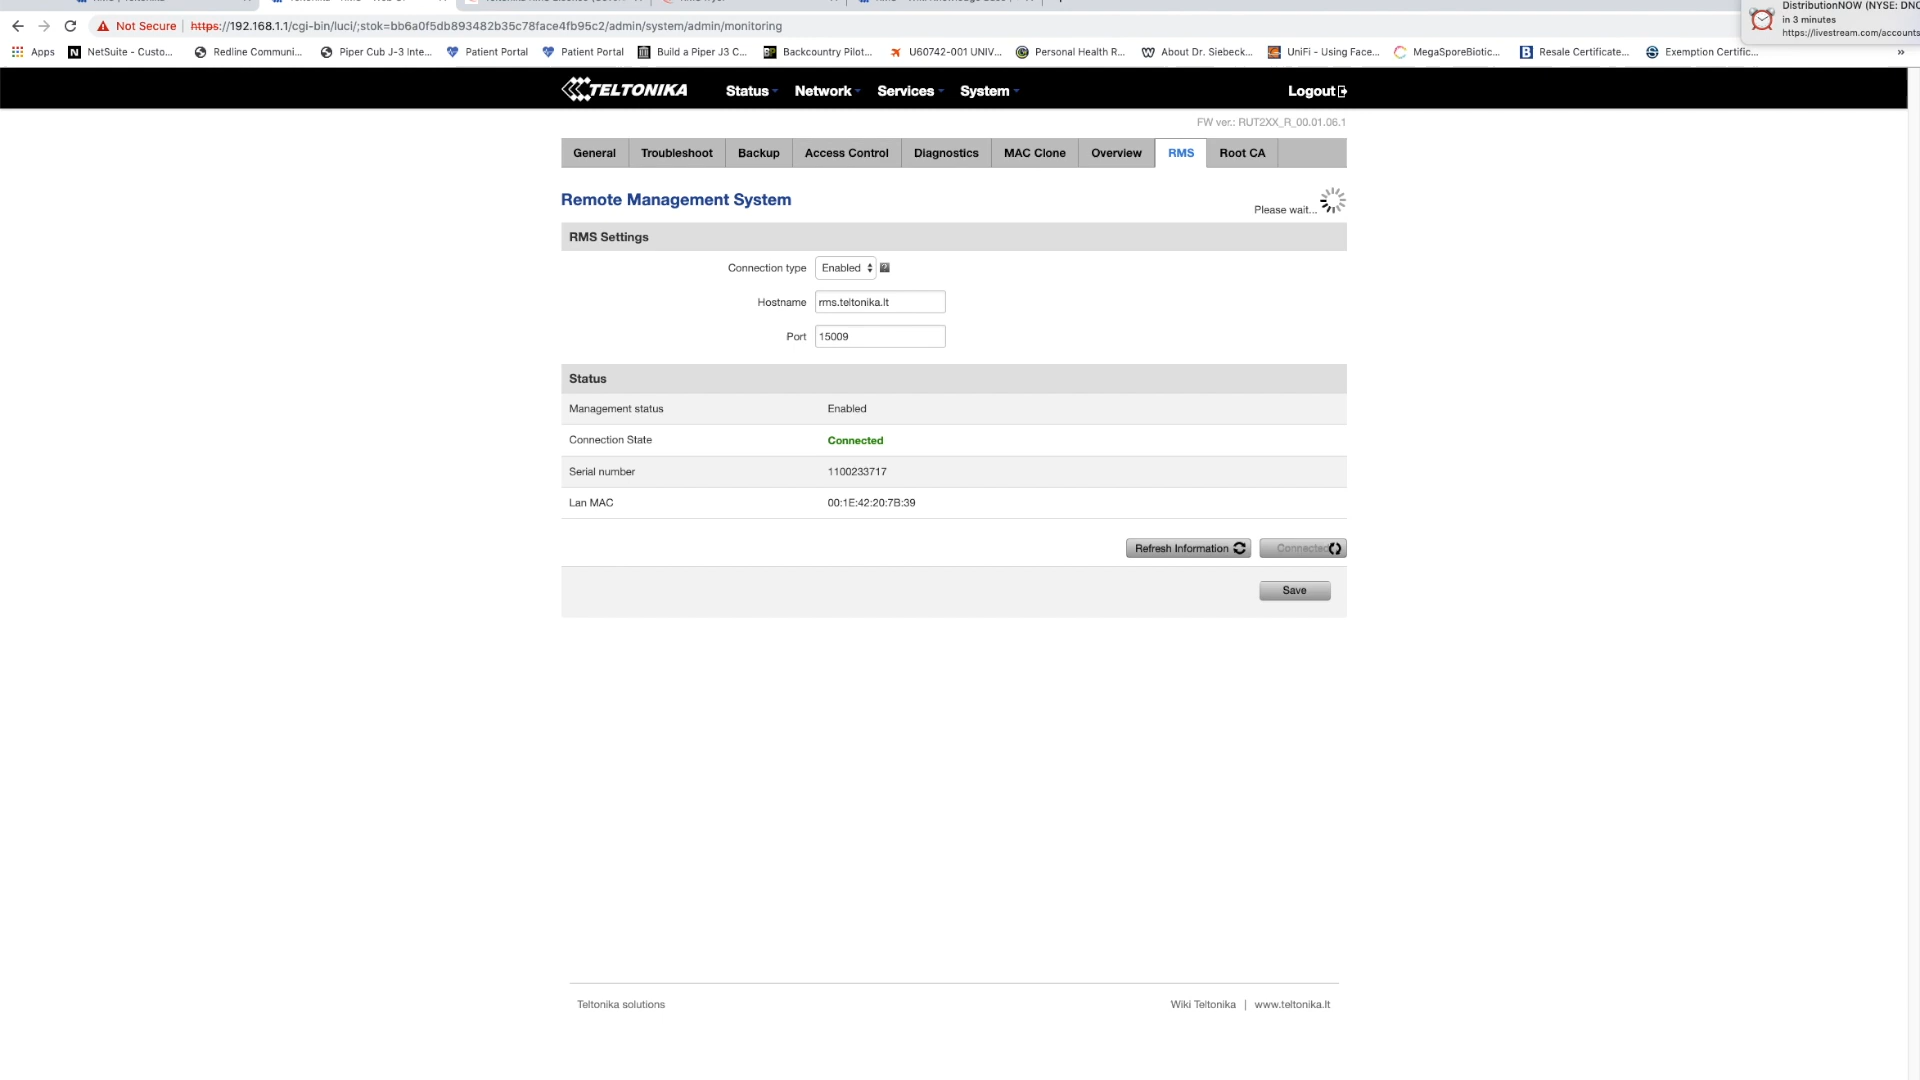 DistributionNOW (NYSE: DNO
in 3 minutes
https://livestream.com/accounts
Not Secure | https://192.168.1.1/cgi-bin/luci/;stok=bb6a0f5db893482b35c78face4fb95c2/admin/system/admin/monitoring
Apps NetSuite - Custo... Redline Communi... Piper Cub J-3 Inte... Patient Portal Patient Portal Build a Piper J3 C... Backcountry Pilot... U60742-001 UNIV... Personal Health R... About Dr. Siebeck... UniFi - Using Face... MegaSporeBiotic... Resale Certificate... Exemption Certific... »
TELTONIKA Status Network Services System Logout
FW ver.: RUT2XX_R_00.01.06.1
General Troubleshoot Backup Access Control Diagnostics MAC Clone Overview RMS Root CA
Remote Management System
Please wait...
RMS Settings
Connection type Enabled
Hostname rms.teltonika.lt
Port 15009
Status
Management status Enabled
Connection State Connected
Serial number 1100233717
Lan MAC 00:1E:42:20:7B:39
Refresh Information Connected
Save
Teltonika solutions Wiki Teltonika | www.teltonika.lt